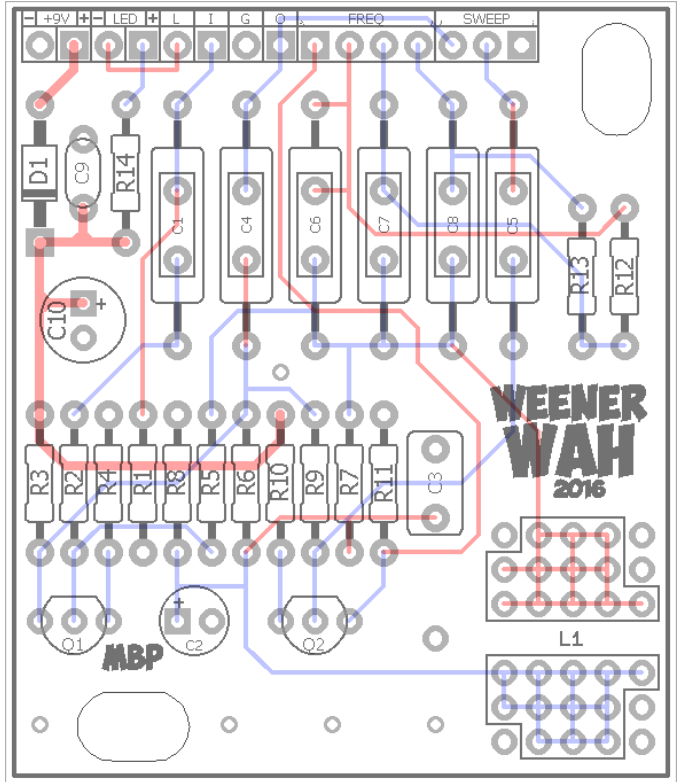 - +9V + - LED + L I G O FREQ SWEEP
D1 C9 R14 C1 C4 C6 C7 C8 C5
R13 R12
C10 +
WEENER
WAH
2016
R3 R2 R4 R1 R8 R5 R6 R10 R9 R7 R11 C3
+
Q1 C2 Q2
L1
MBP